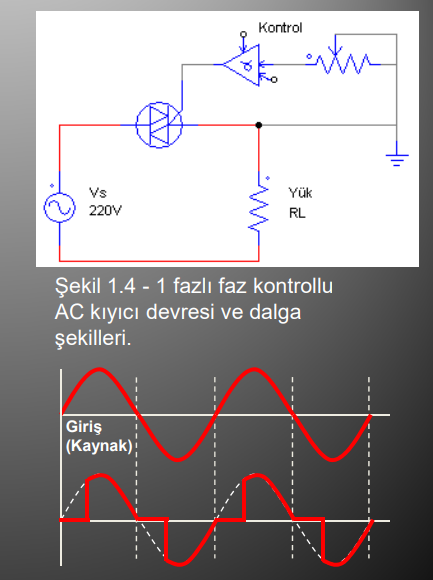 Kontrol
α
Vs
220V
Yük
RL
Şekil 1.4 - 1 fazlı faz kontrollu
AC kıyıcı devresi ve dalga
şekilleri.
Giriş
(Kaynak)